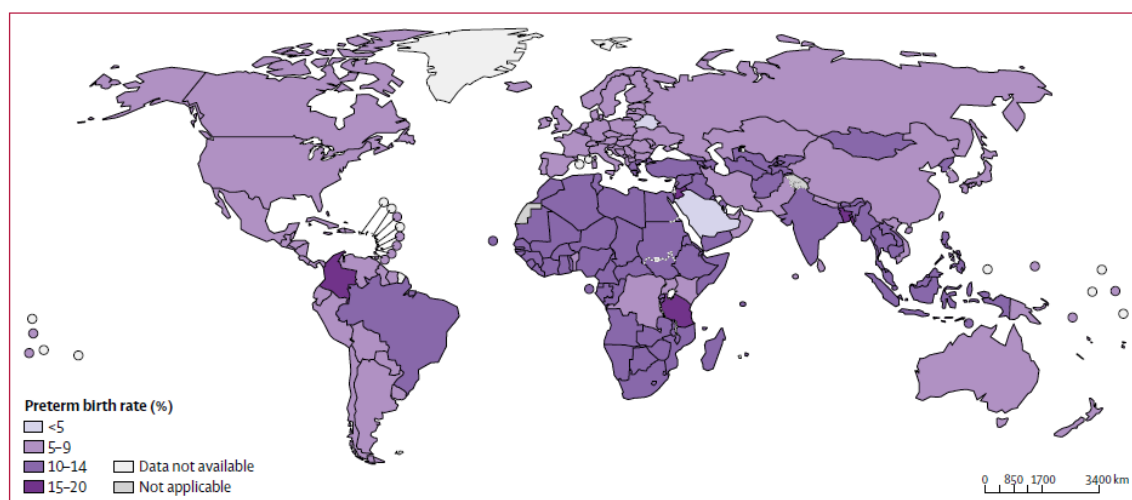 Preterm birth rate (%)
<5
5–9
10–14
15–20
Data not available
Not applicable
0 850 1700 3400 km